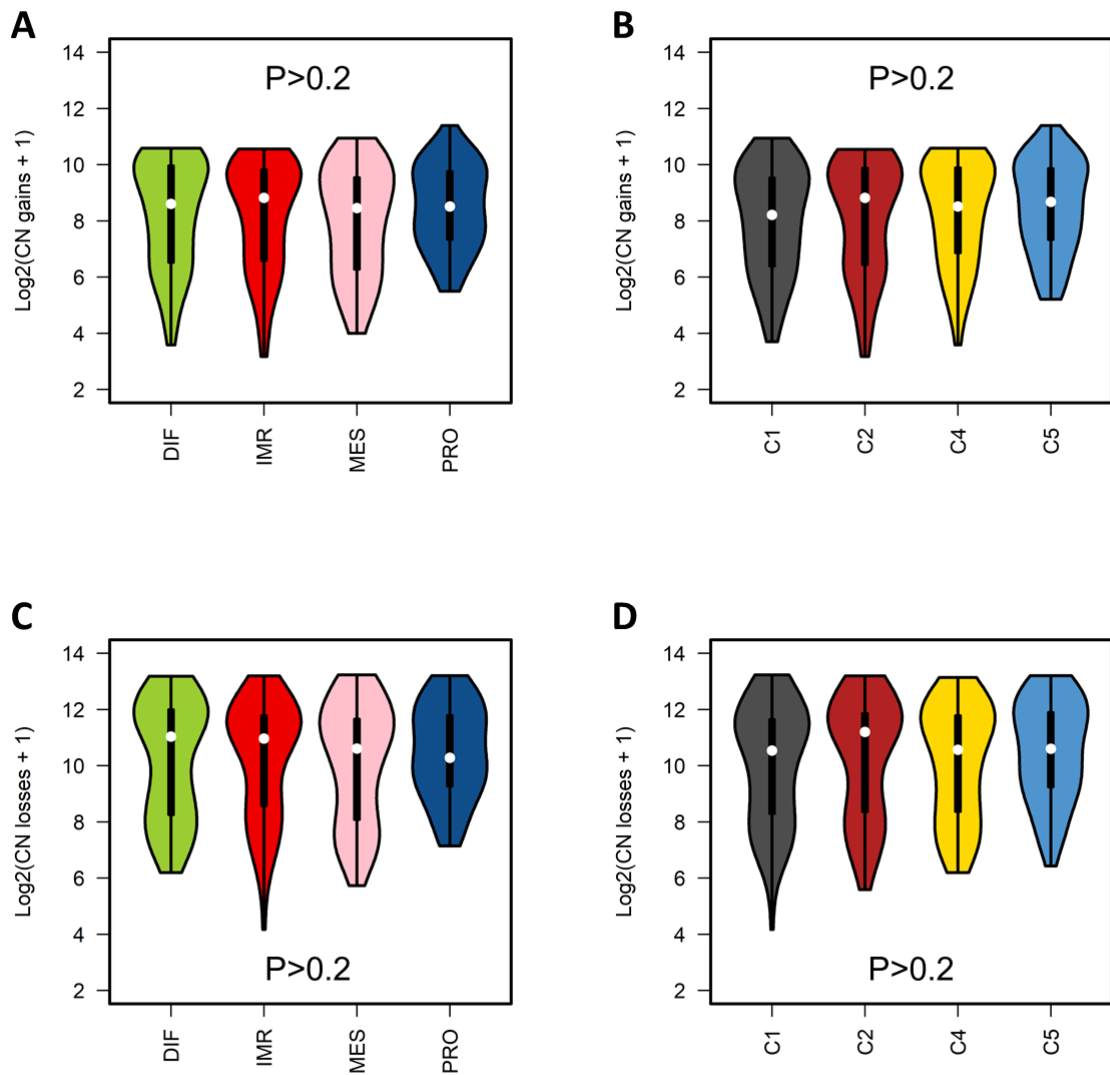 A
Log2(CN gains + 1)
14
12
10
8
6
4
2
P>0.2
DIF
IMR
MES
PRO
B
Log2(CN gains + 1)
14
12
10
8
6
4
2
P>0.2
C1
C2
C4
C5
C
Log2(CN losses + 1)
14
12
10
8
6
4
2
P>0.2
DIF
IMR
MES
PRO
D
Log2(CN losses + 1)
14
12
10
8
6
4
2
P>0.2
C1
C2
C4
C5